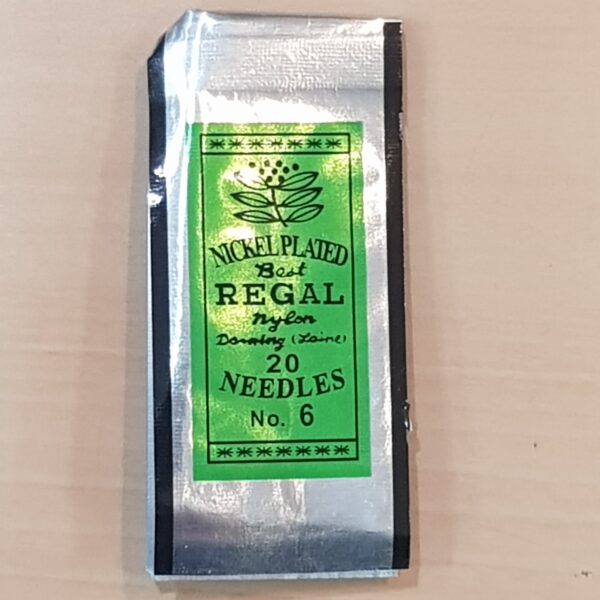 NICKEL PLATED
Best
REGAL
Nylon
Darning (Laine)
20
NEEDLES
No. 6